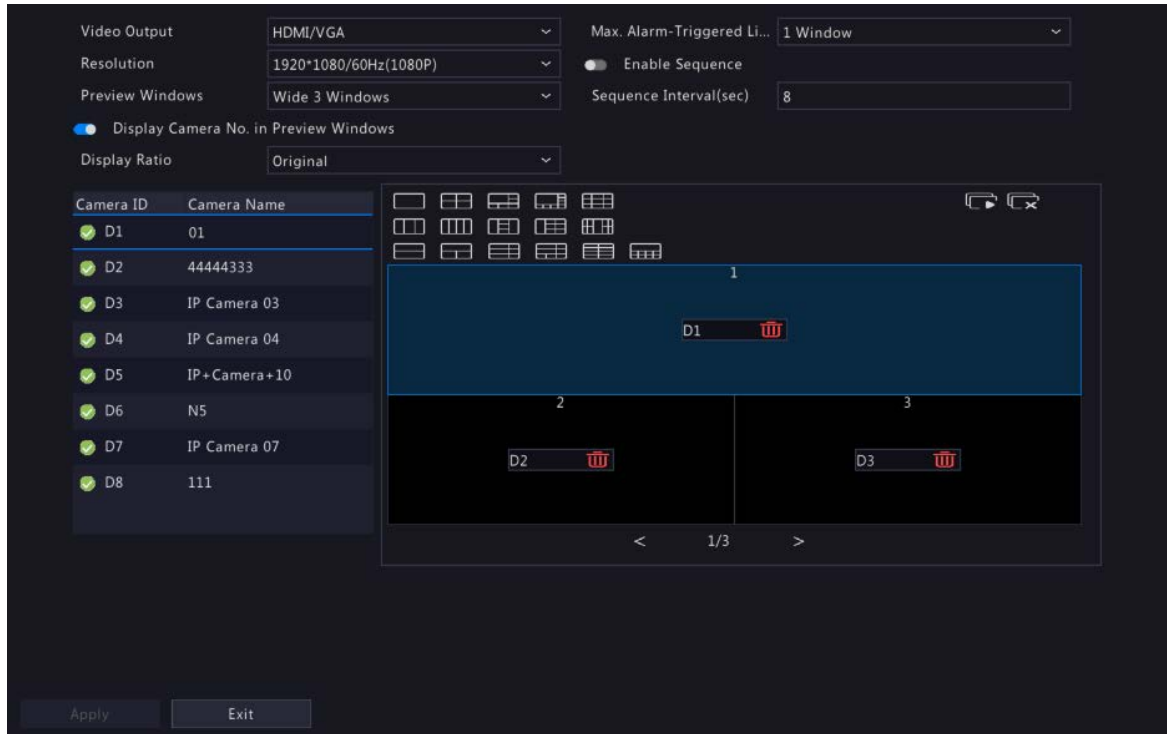 Video Output HDMI/VGA Max. Alarm-Triggered Li... 1 Window
Resolution 1920*1080/60Hz(1080P) Enable Sequence
Preview Windows Wide 3 Windows Sequence Interval(sec) 8
Display Camera No. in Preview Windows
Display Ratio Original
Camera ID Camera Name
D1 01
D2 44444333
D3 IP Camera 03
D4 IP Camera 04
D5 IP+Camera+10
D6 N5
D7 IP Camera 07
D8 111
1
D1
2 3
D2 D3
< 1/3 >
Apply Exit